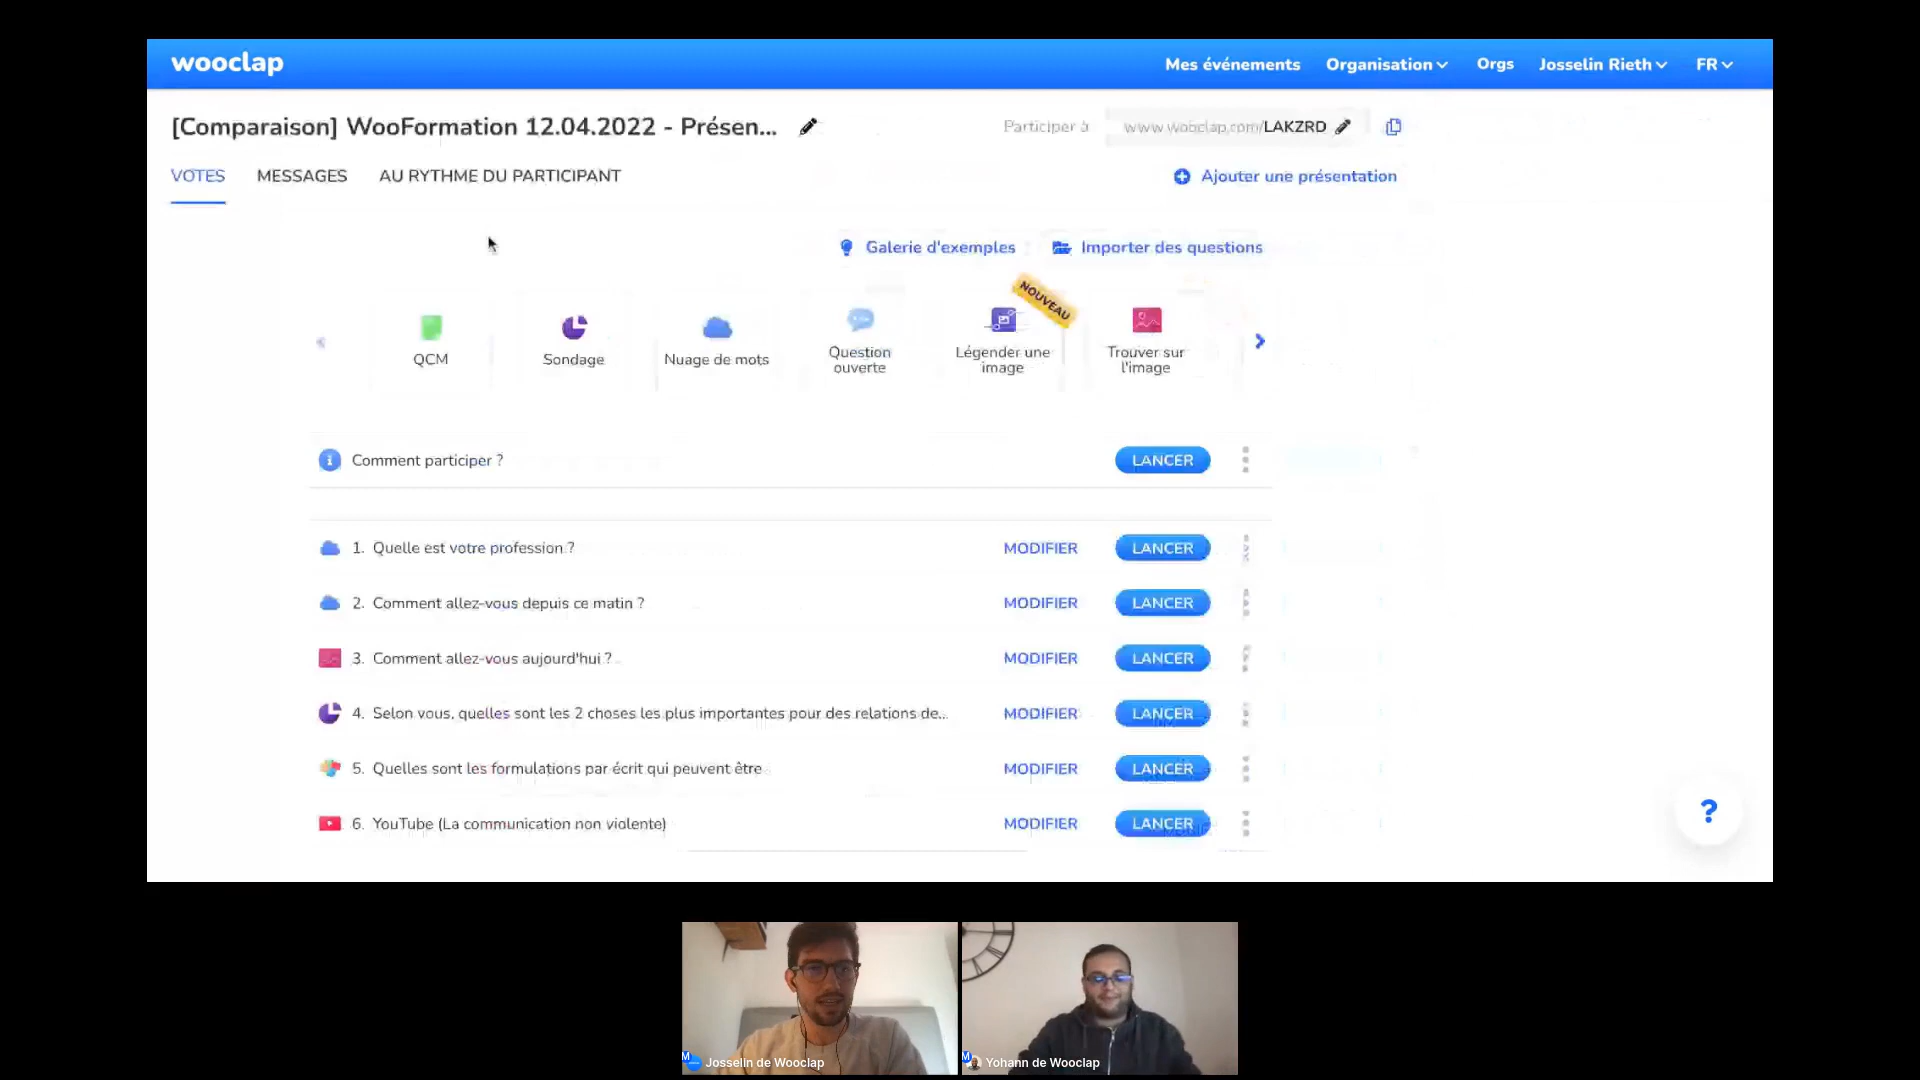 wooclap
Mes événements Organisation Orgs Josselin Rieth FR
[Comparaison] WooFormation 12.04.2022 - Présen...
Participer à www.wooclap.com/LAKZRD
VOTES MESSAGES AU RYTHME DU PARTICIPANT
Ajouter une présentation
Galerie d'exemples Importer des questions
NOUVEAU
QCM
Sondage
Nuage de mots
Question
ouverte
Légender une
image
Trouver sur
l'image
Comment participer ? LANCER
1. Quelle est votre profession ? MODIFIER LANCER
2. Comment allez-vous depuis ce matin ? MODIFIER LANCER
3. Comment allez-vous aujourd'hui ? MODIFIER LANCER
4. Selon vous, quelles sont les 2 choses les plus importantes pour des relations de... MODIFIER LANCER
5. Quelles sont les formulations par écrit qui peuvent être MODIFIER LANCER
6. YouTube (La communication non violente) MODIFIER LANCER
?
M Josselin de Wooclap
M Yohann de Wooclap